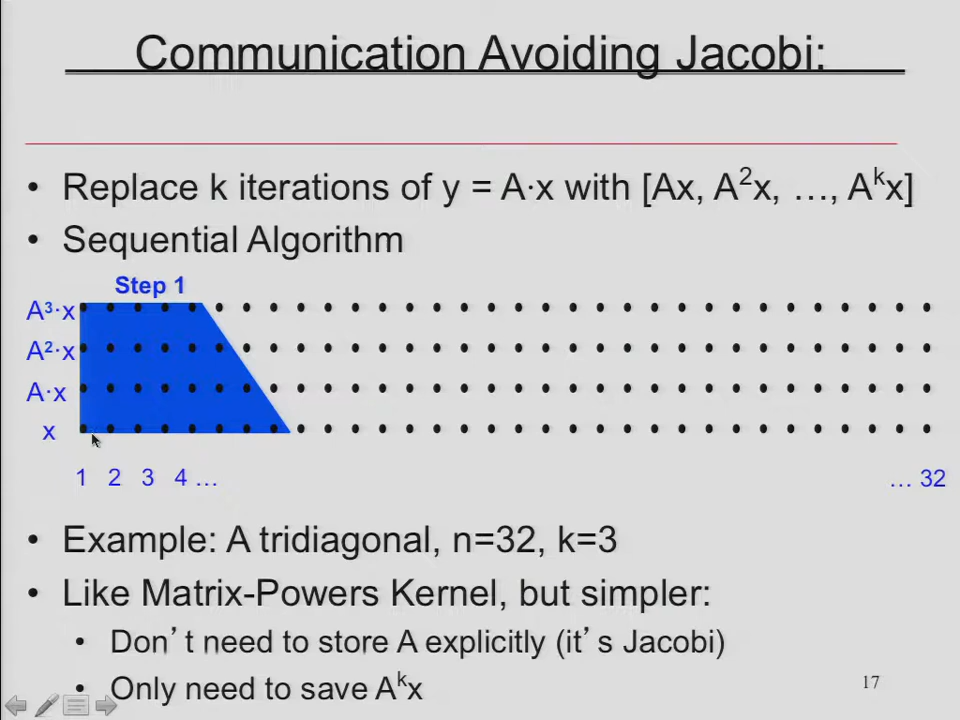 Communication Avoiding Jacobi:
• Replace k iterations of y = A⋅x with [Ax, A²x, …, Aᵏx]
• Sequential Algorithm
Step 1
A³·x
A²·x
A·x
x
1 2 3 4 … … 32
• Example: A tridiagonal, n=32, k=3
• Like Matrix-Powers Kernel, but simpler:
• Don’t need to store A explicitly (it’s Jacobi)
• Only need to save Aᵏx
17